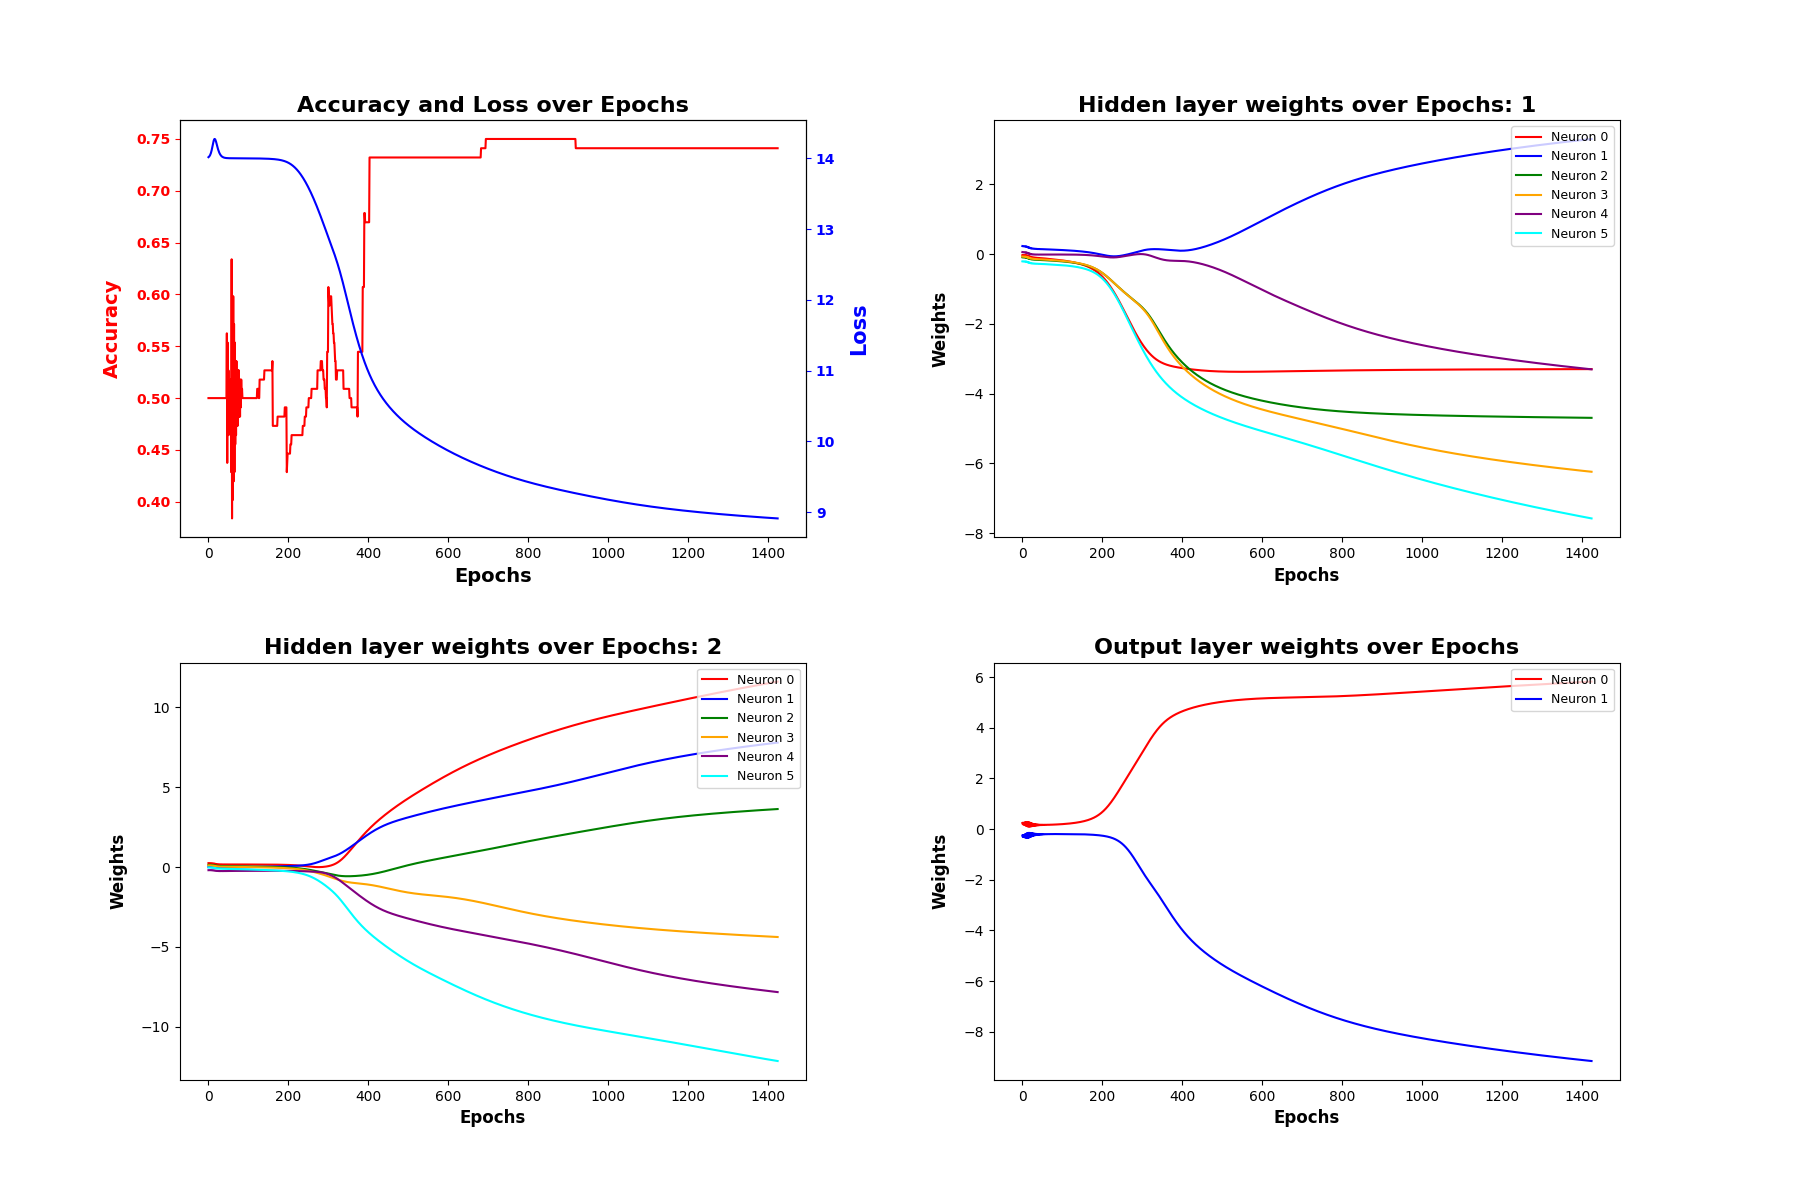 Accuracy and Loss over Epochs
0.75
0.70
0.65
0.60
0.55
0.50
0.45
0.40
Accuracy
14
13
12
11
10
9
Loss
0 200 400 600 800 1000 1200 1400
Epochs
Hidden layer weights over Epochs: 1
Neuron 0
Neuron 1
Neuron 2
Neuron 3
Neuron 4
Neuron 5
2
0
−2
−4
−6
−8
Weights
0 200 400 600 800 1000 1200 1400
Epochs
Hidden layer weights over Epochs: 2
Neuron 0
Neuron 1
Neuron 2
Neuron 3
Neuron 4
Neuron 5
10
5
0
−5
−10
Weights
0 200 400 600 800 1000 1200 1400
Epochs
Output layer weights over Epochs
Neuron 0
Neuron 1
6
4
2
0
−2
−4
−6
−8
Weights
0 200 400 600 800 1000 1200 1400
Epochs